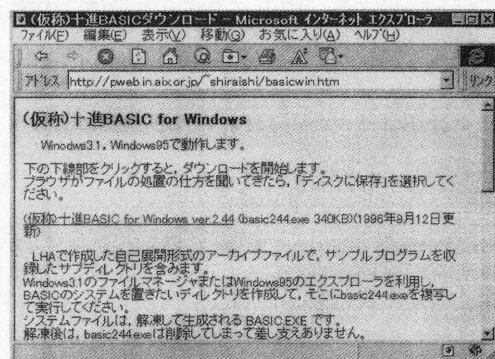 (仮称)十進BASICダウンロード - Microsoft インターネット エクスプローラ
ファイル(F) 編集(E) 表示(V) 移動(G) お気に入り(A) ヘルプ(H)
アドレス http://pweb.in.aix.or.jp/~shiraishi/basicwin.htm リンク
(仮称)十進BASIC for Windows
Winodws3.1，Windows95で動作します。
下の下線部をクリックすると，ダウンロードを開始します。
ブラウザがファイルの処置の仕方を聞いてきたら，「ディスクに保存」を選択してく
ださい。
(仮称)十進BASIC for Windows ver 2.44 (basic244.exe 340KB)(1996年9月12日更
新)
LHAで作成した自己展開形式のアーカイブファイルで，サンプルプログラムを収
録したサブディレクトリを含みます。
Windows3.1のファイルマネージャまたはWindows95のエクスプローラを利用し，
BASICのシステムを置きたいディレクトリを作成して，そこにbasic244.exeを複写し
て実行してください。
システムファイルは，解凍して生成される BASIC.EXE です。
解凍後は，basic244.exeは削除してしまって差し支えありません。